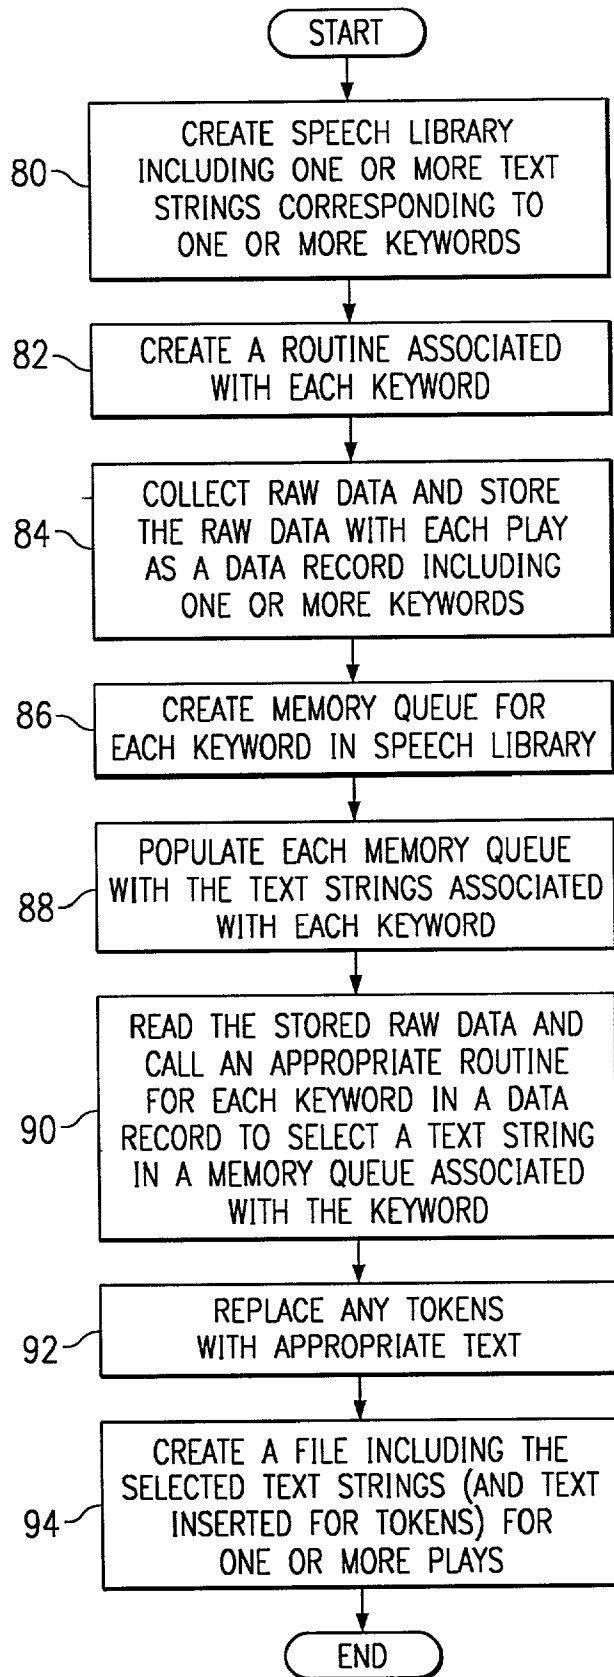 START
80
CREATE SPEECH LIBRARY
INCLUDING ONE OR MORE TEXT
STRINGS CORRESPONDING TO
ONE OR MORE KEYWORDS
82
CREATE A ROUTINE ASSOCIATED
WITH EACH KEYWORD
84
COLLECT RAW DATA AND STORE
THE RAW DATA WITH EACH PLAY
AS A DATA RECORD INCLUDING
ONE OR MORE KEYWORDS
86
CREATE MEMORY QUEUE FOR
EACH KEYWORD IN SPEECH LIBRARY
88
POPULATE EACH MEMORY QUEUE
WITH THE TEXT STRINGS ASSOCIATED
WITH EACH KEYWORD
90
READ THE STORED RAW DATA AND
CALL AN APPROPRIATE ROUTINE
FOR EACH KEYWORD IN A DATA
RECORD TO SELECT A TEXT STRING
IN A MEMORY QUEUE ASSOCIATED
WITH THE KEYWORD
92
REPLACE ANY TOKENS
WITH APPROPRIATE TEXT
94
CREATE A FILE INCLUDING THE
SELECTED TEXT STRINGS (AND TEXT
INSERTED FOR TOKENS) FOR
ONE OR MORE PLAYS
END